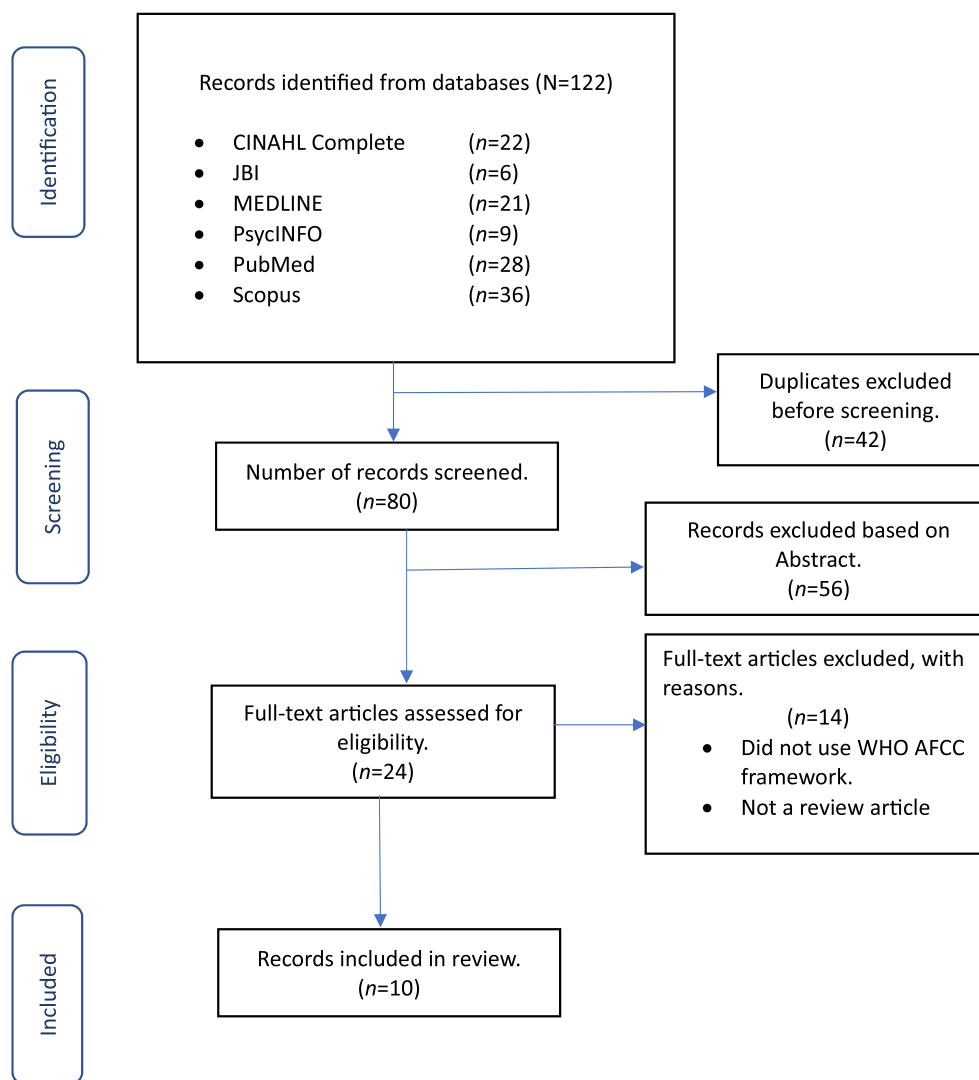 Identification
Records identified from databases (N=122)
• CINAHL Complete (n=22)
• JBI (n=6)
• MEDLINE (n=21)
• PsycINFO (n=9)
• PubMed (n=28)
• Scopus (n=36)
Duplicates excluded
before screening.
(n=42)
Screening
Number of records screened.
(n=80)
Records excluded based on
Abstract.
(n=56)
Eligibility
Full-text articles assessed for
eligibility.
(n=24)
Full-text articles excluded, with
reasons.
(n=14)
• Did not use WHO AFCC
framework.
• Not a review article
Included
Records included in review.
(n=10)